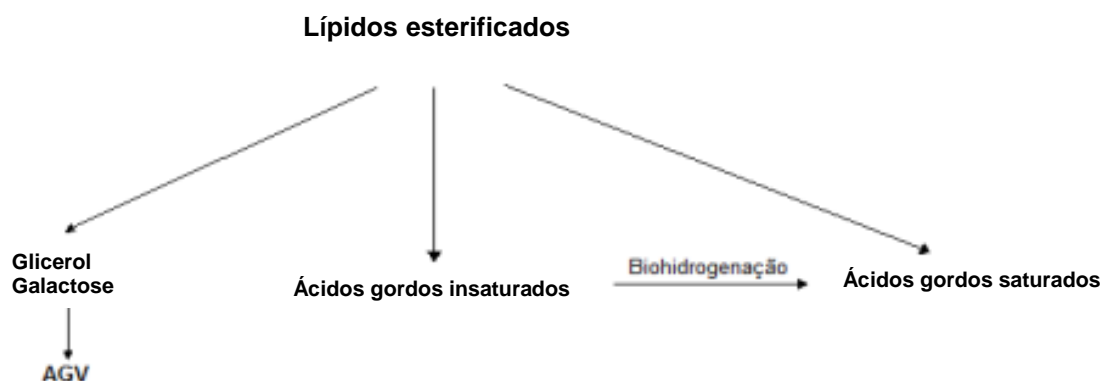 Lípidos esterificados
Glicerol
Galactose
Ácidos gordos insaturados
Biohidrogenação
Ácidos gordos saturados
AGV